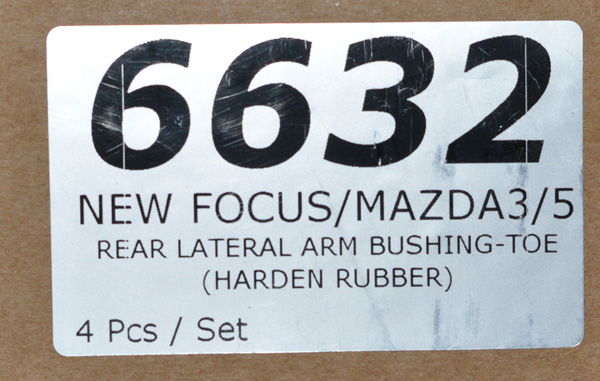 6632
NEW FOCUS/MAZDA3/5
REAR LATERAL ARM BUSHING-TOE
(HARDEN RUBBER)
4 Pcs / Set